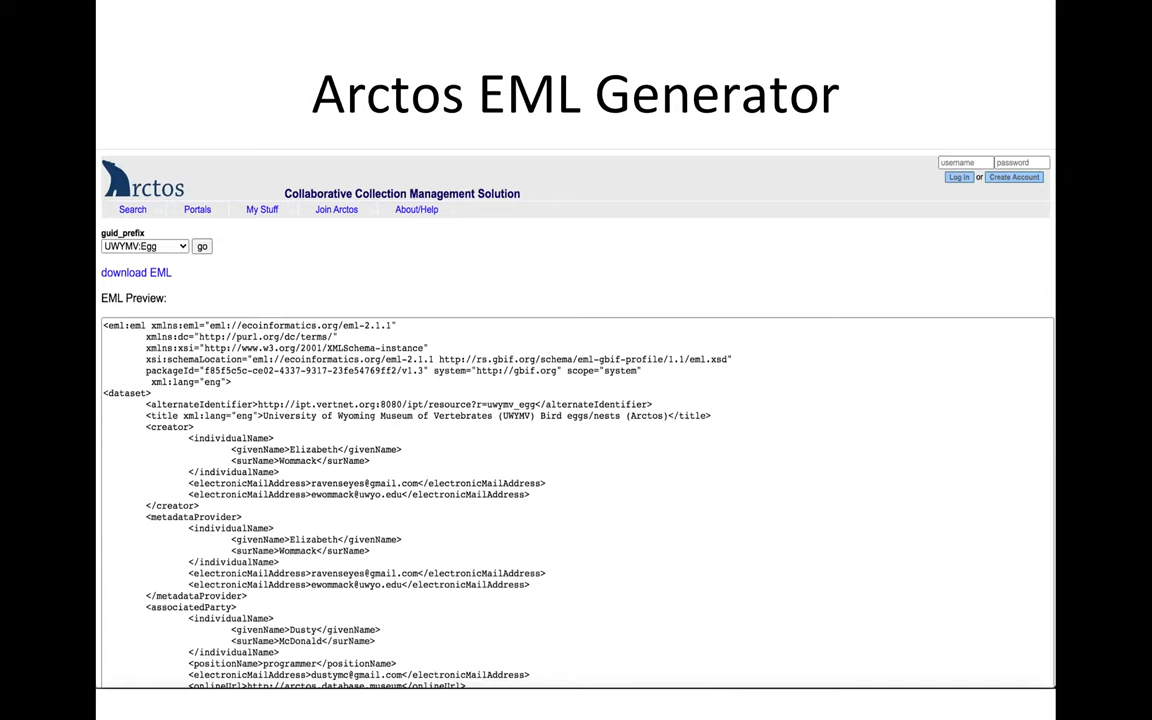 Arctos EML Generator
username password
Arctos
Log In or Create Account
Collaborative Collection Management Solution
Search Portals My Stuff Join Arctos About/Help
guid_prefix
UWYMV:Egg go
download EML
EML Preview:
<eml:eml xmlns:eml="eml://ecoinformatics.org/eml-2.1.1"
xmlns:dc="http://purl.org/dc/terms/"
xmlns:xsi="http://www.w3.org/2001/XMLSchema-instance"
xsi:schemaLocation="eml://ecoinformatics.org/eml-2.1.1 http://rs.gbif.org/schema/eml-gbif-profile/1.1/eml.xsd"
packageId="f85f5c5c-ce02-4337-9317-23fe54769ff2/v1.3" system="http://gbif.org" scope="system"
xml:lang="eng">
<dataset>
<alternateIdentifier>http://ipt.vertnet.org:8080/ipt/resource?r=uwymv_egg</alternateIdentifier>
<title xml:lang="eng">University of Wyoming Museum of Vertebrates (UWYMV) Bird eggs/nests (Arctos)</title>
<creator>
<individualName>
<givenName>Elizabeth</givenName>
<surName>Wommack</surName>
</individualName>
<electronicMailAddress>ravenseyes@gmail.com</electronicMailAddress>
<electronicMailAddress>ewommack@uwyo.edu</electronicMailAddress>
</creator>
<metadataProvider>
<individualName>
<givenName>Elizabeth</givenName>
<surName>Wommack</surName>
</individualName>
<electronicMailAddress>ravenseyes@gmail.com</electronicMailAddress>
<electronicMailAddress>ewommack@uwyo.edu</electronicMailAddress>
</metadataProvider>
<associatedParty>
<individualName>
<givenName>Dusty</givenName>
<surName>McDonald</surName>
</individualName>
<positionName>programmer</positionName>
<electronicMailAddress>dustymc@gmail.com</electronicMailAddress>
<onlineUrl>http://arctos.database.museum</onlineUrl>